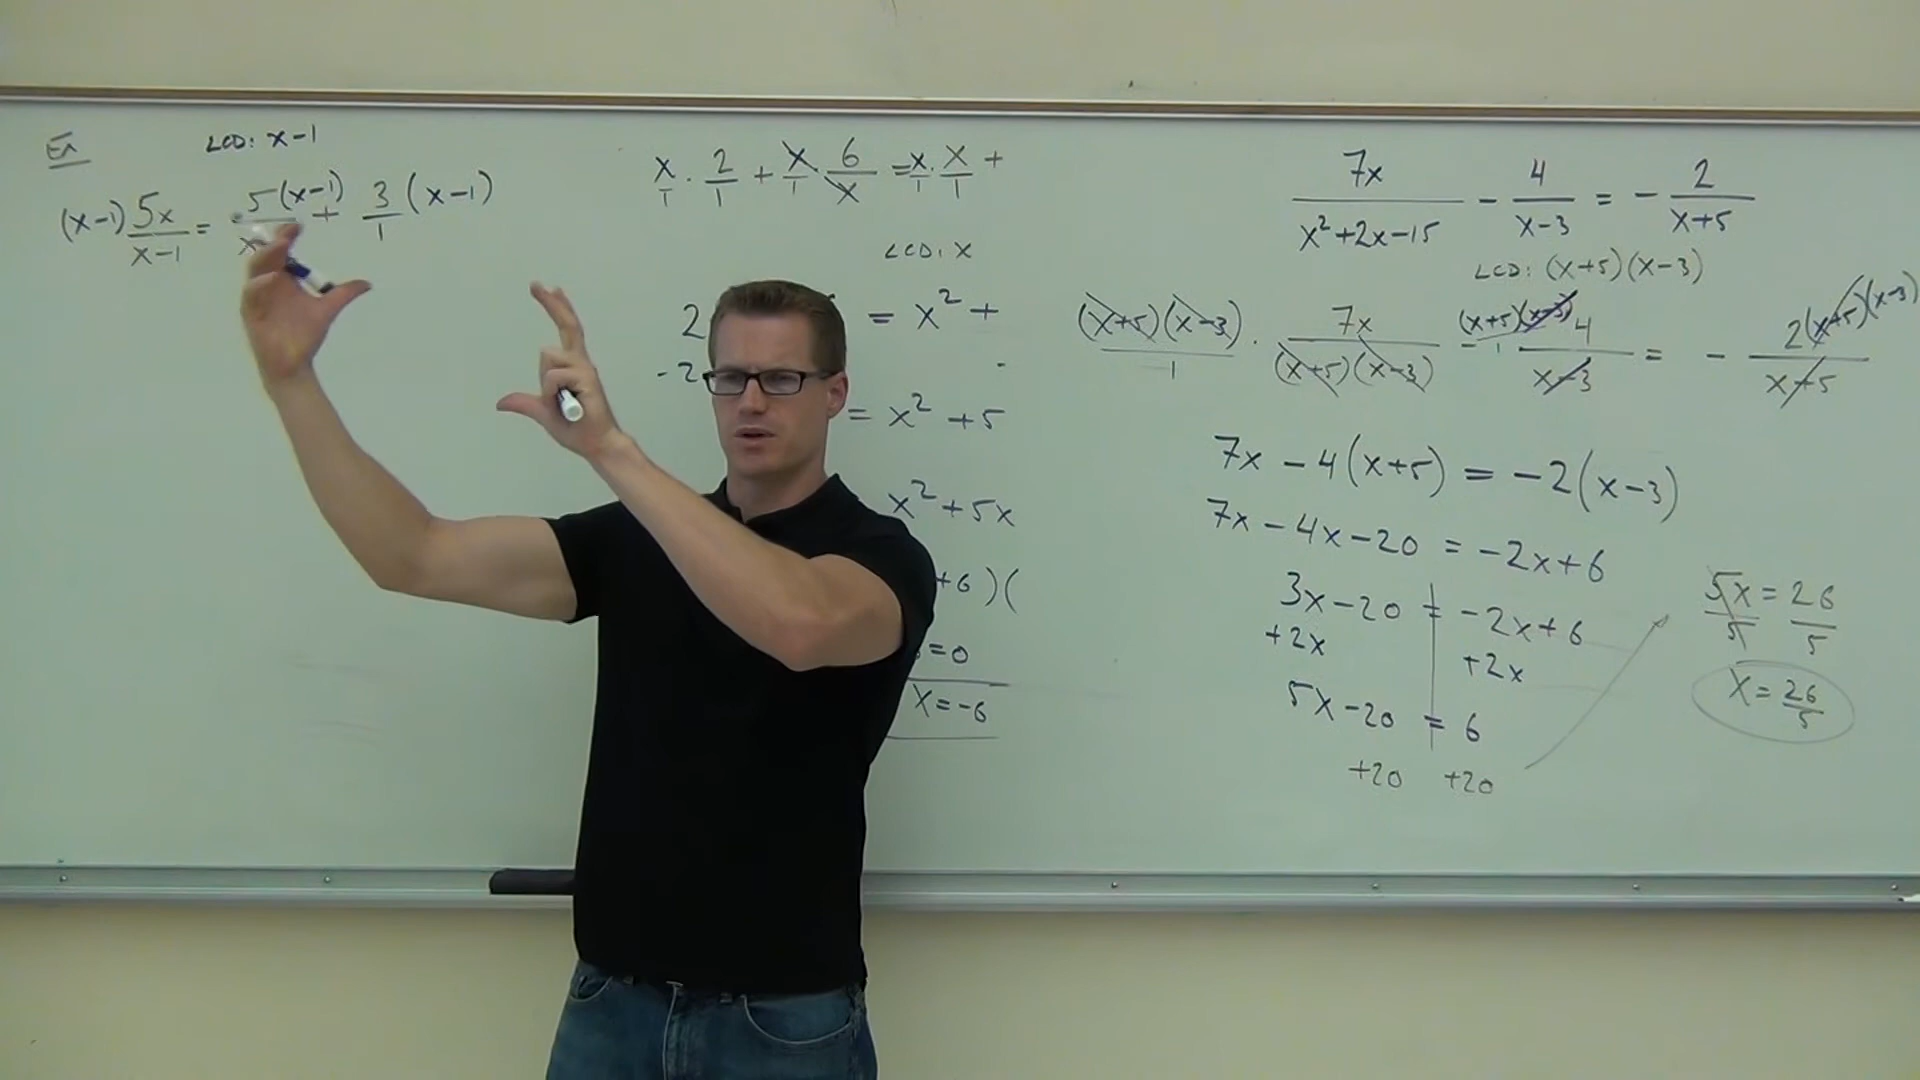 Ex
LCD: x-1
(x-1) 5x/x-1 = 5(x-1)/x + 3/1 (x-1)
x/1 · 2/1 + x/1 · 6/x = x/1 · x/1 +
LCD: x
2 = x² +
-2
= x² + 5
x² + 5x
+6)(
=0
x=-6
7x/x²+2x-15 - 4/x-3 = - 2/x+5
LCD: (x+5)(x-3)
(x+5)(x-3)/1 · 7x/(x+5)(x-3) - (x+5)(x-3)/1 4/x-3 = - 2(x+5)(x-3)/x+5
7x - 4(x+5) = -2(x-3)
7x - 4x - 20 = -2x+6
3x-20 = -2x+6
+2x +2x
5x-20 = 6
+20 +20
5x/5 = 26/5
x = 26/5